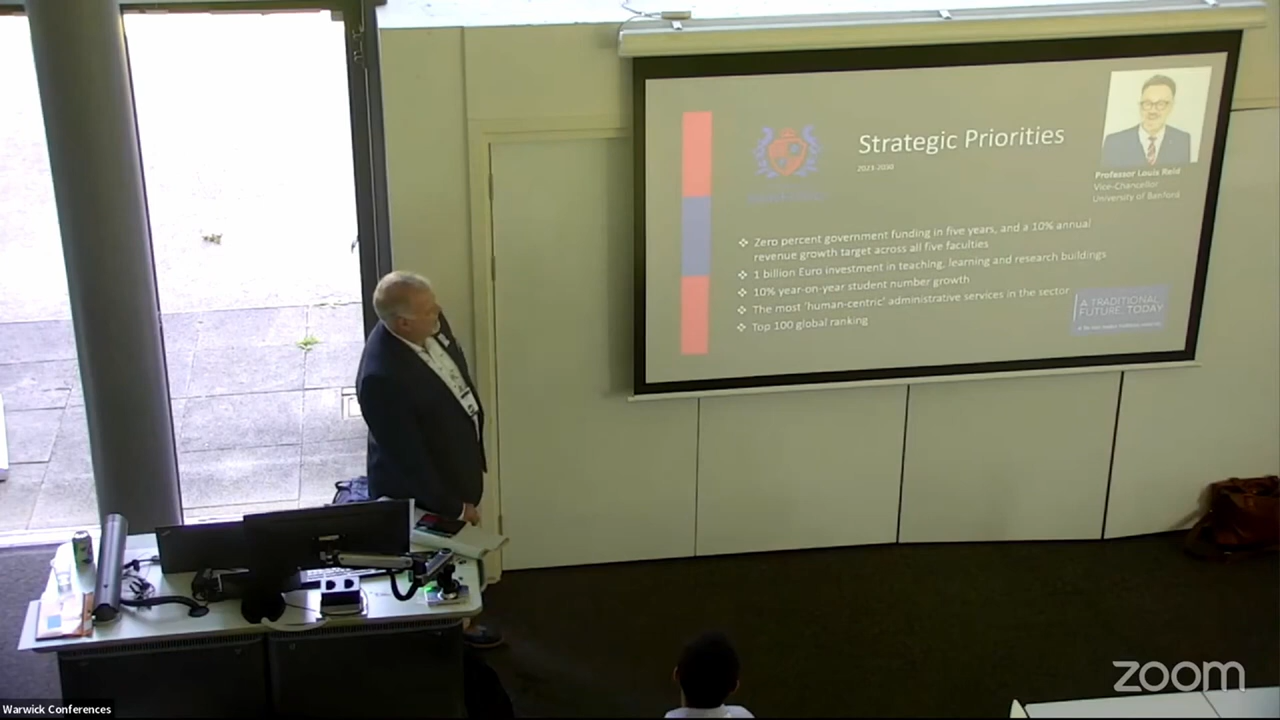 Strategic Priorities
2021-2030
Professor Louis Reid
Vice-Chancellor
University of Banford
❖ Zero percent government funding in five years, and a 10% annual
revenue growth target across all five faculties
❖ 1 billion Euro investment in teaching, learning and research buildings
❖ 10% year-on-year student number growth
❖ The most 'human-centric' administrative services in the sector
❖ Top 100 global ranking
A TRADITIONAL
FUTURE, TODAY
zoom
Warwick Conferences